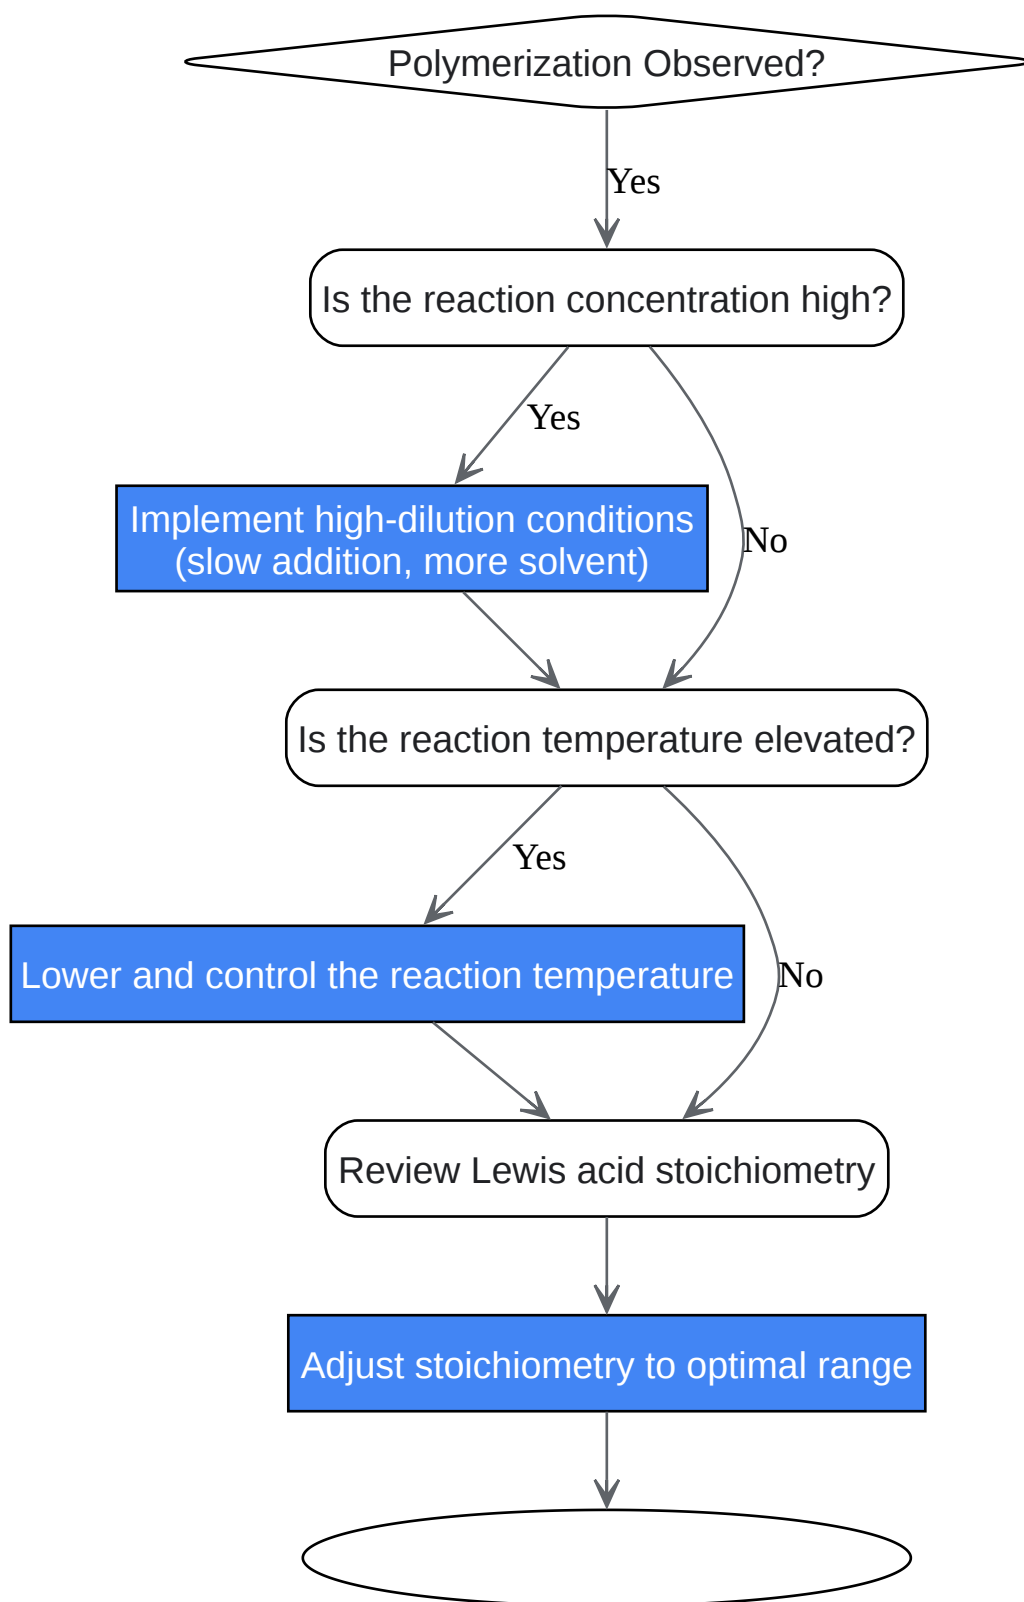 Polymerization Observed?
Yes
Is the reaction concentration high?
Yes
Implement high-dilution conditions
(slow addition, more solvent)
No
Is the reaction temperature elevated?
Yes
Lower and control the reaction temperature
No
Review Lewis acid stoichiometry
Adjust stoichiometry to optimal range